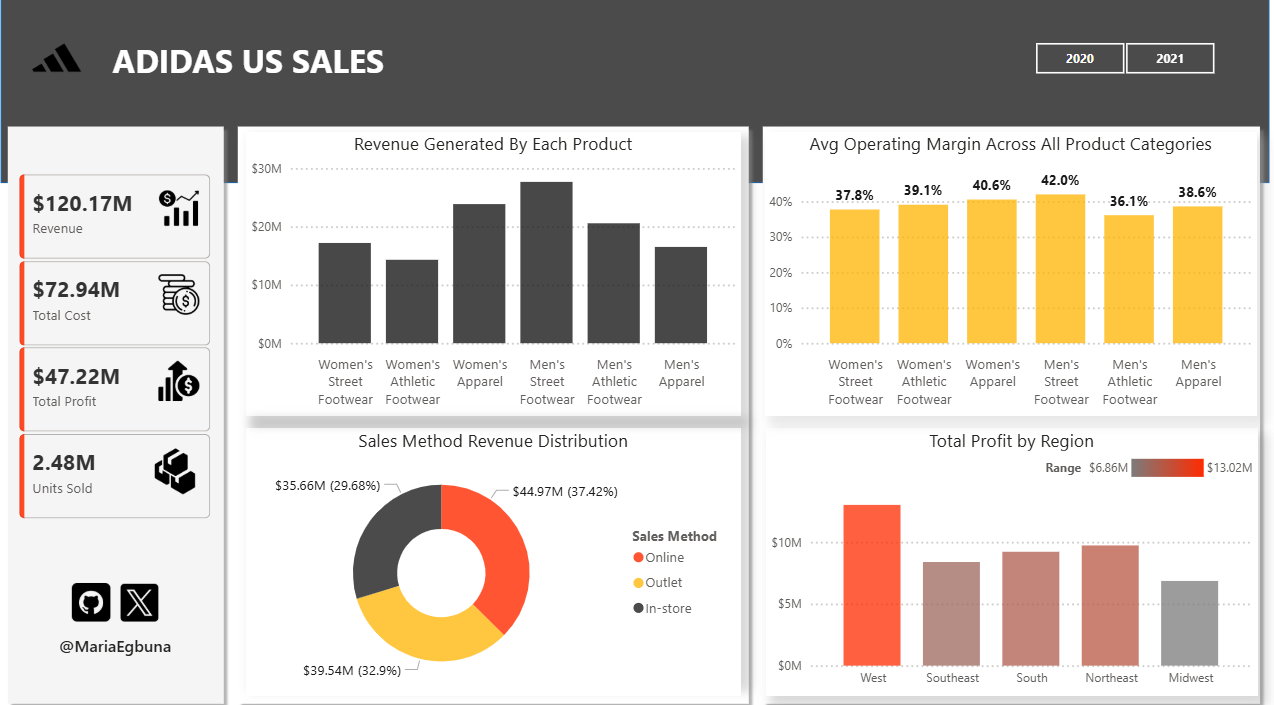 ADIDAS US SALES
2020
2021
$120.17M
Revenue
$72.94M
Total Cost
$47.22M
Total Profit
2.48M
Units Sold
@MariaEgbuna
Revenue Generated By Each Product
$30M
$20M
$10M
$0M
Women's
Street
Footwear
Women's
Athletic
Footwear
Women's
Apparel
Men's
Street
Footwear
Men's
Athletic
Footwear
Men's
Apparel
Avg Operating Margin Across All Product Categories
40%
30%
20%
10%
0%
37.8%
39.1%
40.6%
42.0%
36.1%
38.6%
Women's
Street
Footwear
Women's
Athletic
Footwear
Women's
Apparel
Men's
Street
Footwear
Men's
Athletic
Footwear
Men's
Apparel
Sales Method Revenue Distribution
$35.66M (29.68%)
$44.97M (37.42%)
$39.54M (32.9%)
Sales Method
Online
Outlet
In-store
Total Profit by Region
Range $6.86M $13.02M
$10M
$5M
$0M
West
Southeast
South
Northeast
Midwest